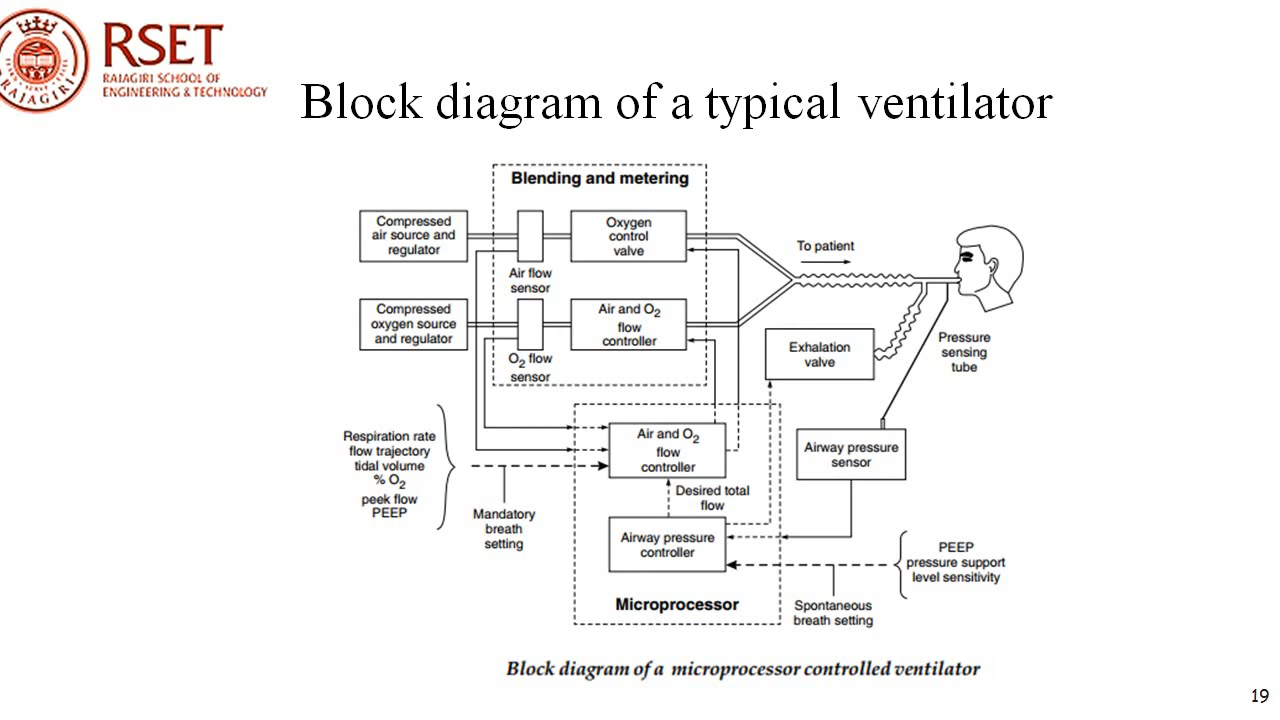 RSET
RAJAGIRI SCHOOL OF
ENGINEERING & TECHNOLOGY
RAJAGIRI
Block diagram of a typical ventilator
Blending and metering
Compressed
air source and
regulator
Oxygen
control
valve
Air flow
sensor
To patient
Compressed
oxygen source
and regulator
Air and O2
flow
controller
O2 flow
sensor
Exhalation
valve
Pressure
sensing
tube
Respiration rate
flow trajectory
tidal volume
% O2
peek flow
PEEP
Mandatory
breath
setting
Air and O2
flow
controller
Desired total
flow
Airway pressure
sensor
Airway pressure
controller
PEEP
pressure support
level sensitivity
Microprocessor
Spontaneous
breath setting
Block diagram of a microprocessor controlled ventilator
19